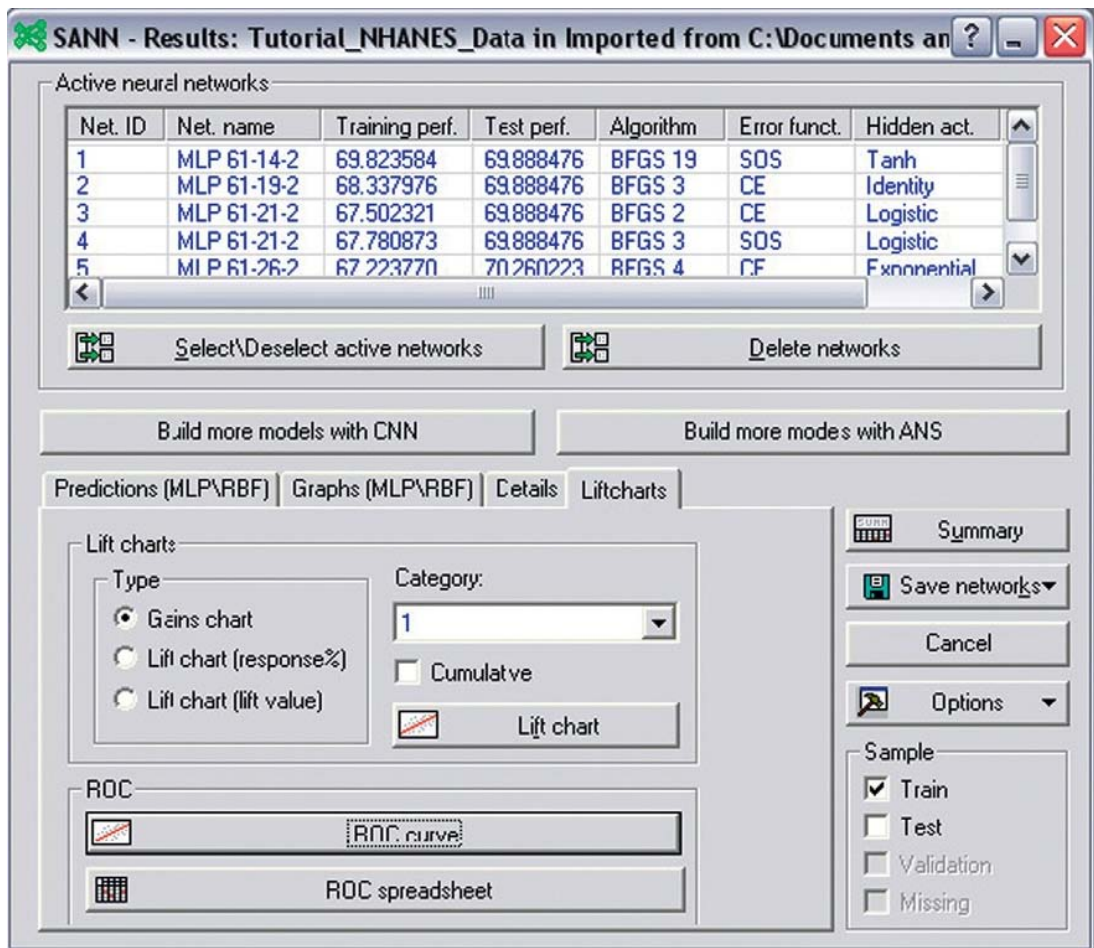 SANN - Results: Tutorial_NHANES_Data in Imported from C:\Documents an
Active neural networks
Net. ID Net. name Training perf. Test perf. Algorithm Error funct. Hidden act.
1 MLP 61-14-2 69.823584 69.888476 BFGS 19 SOS Tanh
2 MLP 61-19-2 68.337976 69.888476 BFGS 3 CE Identity
3 MLP 61-21-2 67.502321 69.888476 BFGS 2 CE Logistic
4 MLP 61-21-2 67.780873 69.888476 BFGS 3 SOS Logistic
5 MLP 61-26-2 67.223770 70.260223 BFGS 4 CE Exponential
Select\Deselect active networks Delete networks
Build more models with CNN Build more modes with ANS
Predictions (MLP\RBF) Graphs (MLP\RBF) Details Liftcharts
Lift charts
Type
Gains chart
Lift chart (response%)
Lift chart (lift value)
Category:
1
Cumulatve
Lift chart
ROC
ROC curve
ROC spreadsheet
Summary
Save networks
Cancel
Options
Sample
Train
Test
Validation
Missing